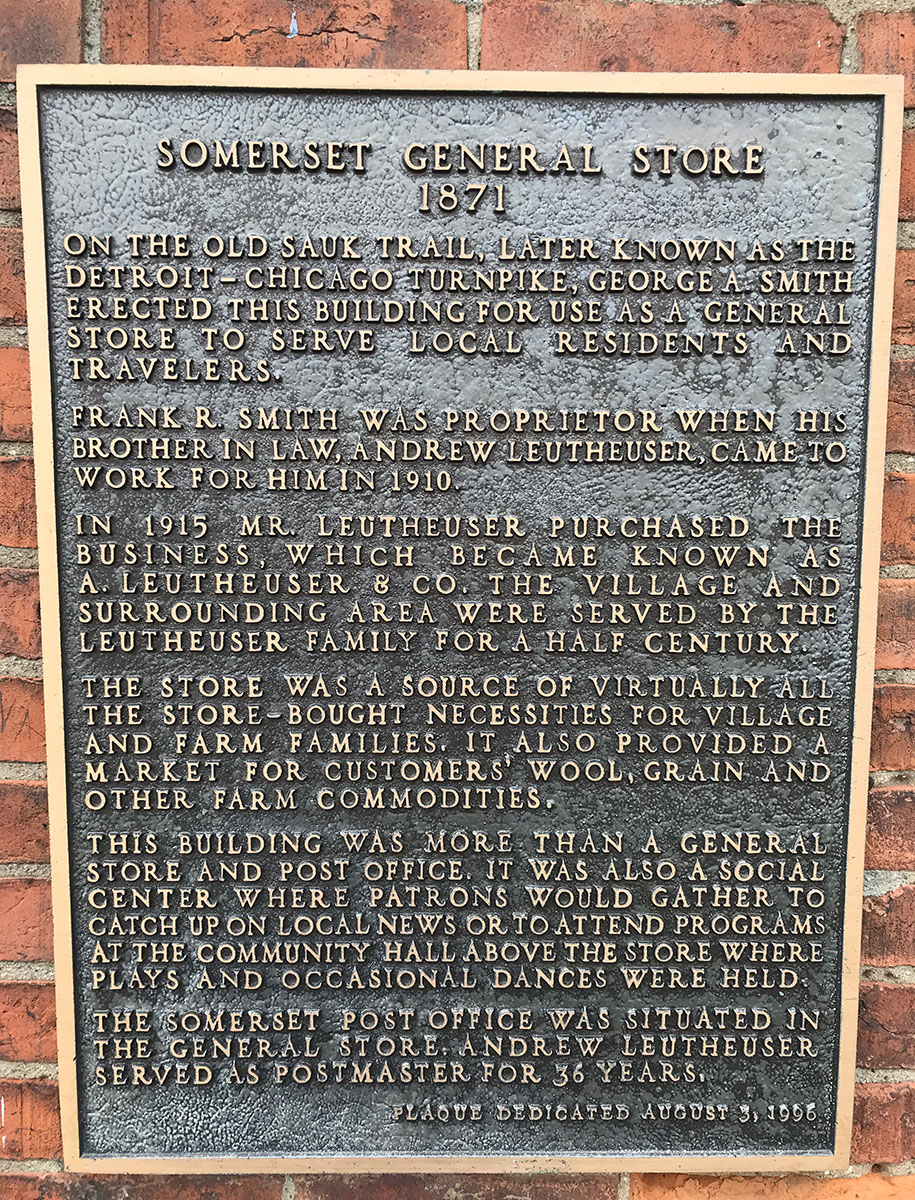 SOMERSET GENERAL STORE
1871
ON THE OLD SAUK TRAIL, LATER KNOWN AS THE
DETROIT–CHICAGO TURNPIKE, GEORGE A. SMITH
ERECTED THIS BUILDING FOR USE AS A GENERAL
STORE TO SERVE LOCAL RESIDENTS AND
TRAVELERS.
FRANK R. SMITH WAS PROPRIETOR WHEN HIS
BROTHER IN LAW, ANDREW LEUTHEUSER, CAME TO
WORK FOR HIM IN 1910.
IN 1915 MR. LEUTHEUSER PURCHASED THE
BUSINESS, WHICH BECAME KNOWN AS
A. LEUTHEUSER & CO. THE VILLAGE AND
SURROUNDING AREA WERE SERVED BY THE
LEUTHEUSER FAMILY FOR A HALF CENTURY.
THE STORE WAS A SOURCE OF VIRTUALLY ALL
THE STORE-BOUGHT NECESSITIES FOR VILLAGE
AND FARM FAMILIES. IT ALSO PROVIDED A
MARKET FOR CUSTOMERS' WOOL, GRAIN AND
OTHER FARM COMMODITIES.
THIS BUILDING WAS MORE THAN A GENERAL
STORE AND POST OFFICE. IT WAS ALSO A SOCIAL
CENTER WHERE PATRONS WOULD GATHER TO
CATCH UP ON LOCAL NEWS OR TO ATTEND PROGRAMS
AT THE COMMUNITY HALL ABOVE THE STORE WHERE
PLAYS AND OCCASIONAL DANCES WERE HELD.
THE SOMERSET POST OFFICE WAS SITUATED IN
THE GENERAL STORE. ANDREW LEUTHEUSER
SERVED AS POSTMASTER FOR 36 YEARS.
PLAQUE DEDICATED AUGUST 3, 1996